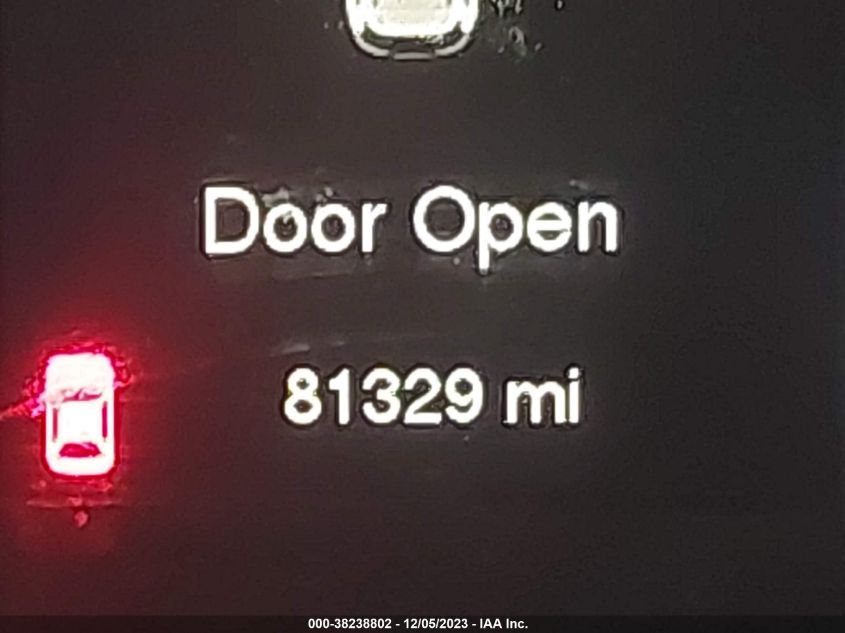 Door Open
81329 mi
000-38238802 - 12/05/2023 - IAA Inc.